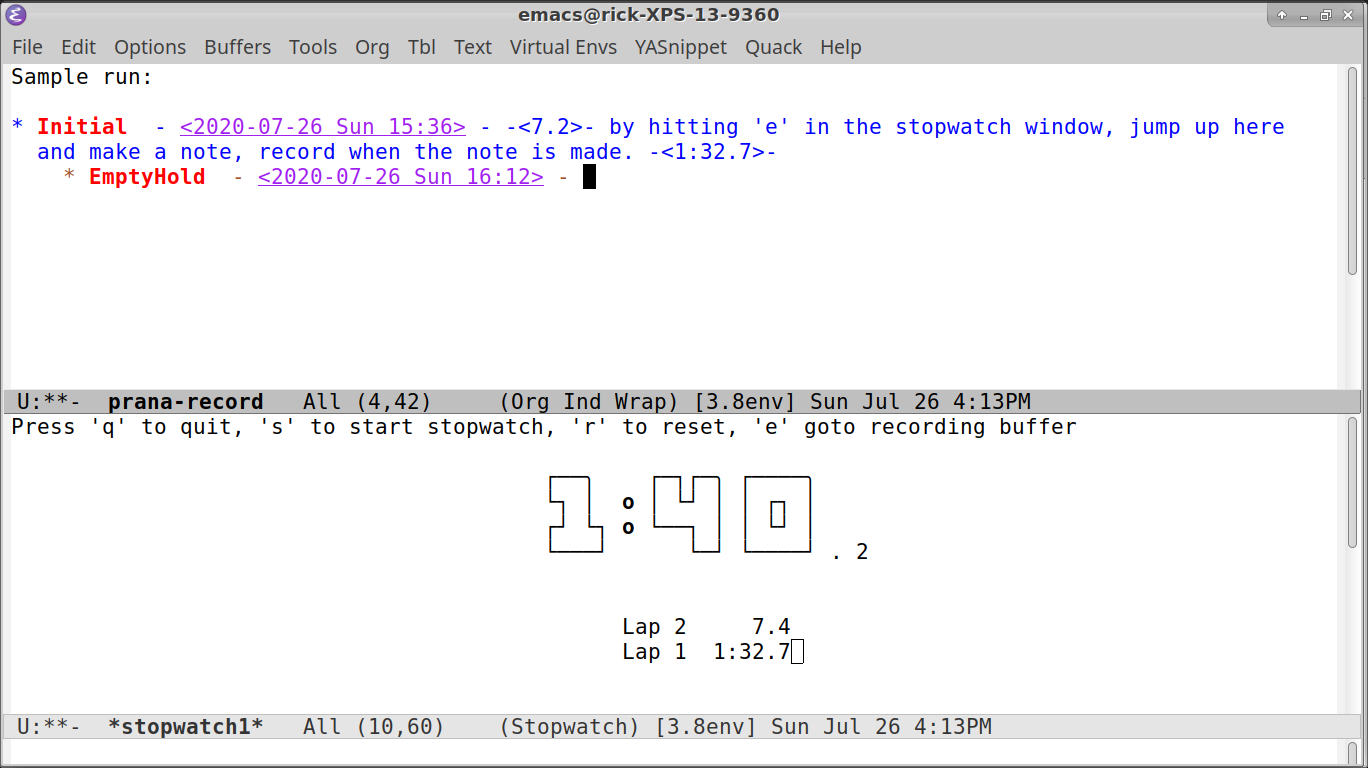 emacs@rick-XPS-13-9360
File Edit Options Buffers Tools Org Tbl Text Virtual Envs YASnippet Quack Help
Sample run:
* Initial - <2020-07-26 Sun 15:36> - -<7.2>- by hitting 'e' in the stopwatch window, jump up here
and make a note, record when the note is made. -<1:32.7>-
* EmptyHold - <2020-07-26 Sun 16:12> -
U:**- prana-record All (4,42) (Org Ind Wrap) [3.8env] Sun Jul 26 4:13PM
Press 'q' to quit, 's' to start stopwatch, 'r' to reset, 'e' goto recording buffer
1:40.2
Lap 2 7.4
Lap 1 1:32.7
U:**- *stopwatch1* All (10,60) (Stopwatch) [3.8env] Sun Jul 26 4:13PM